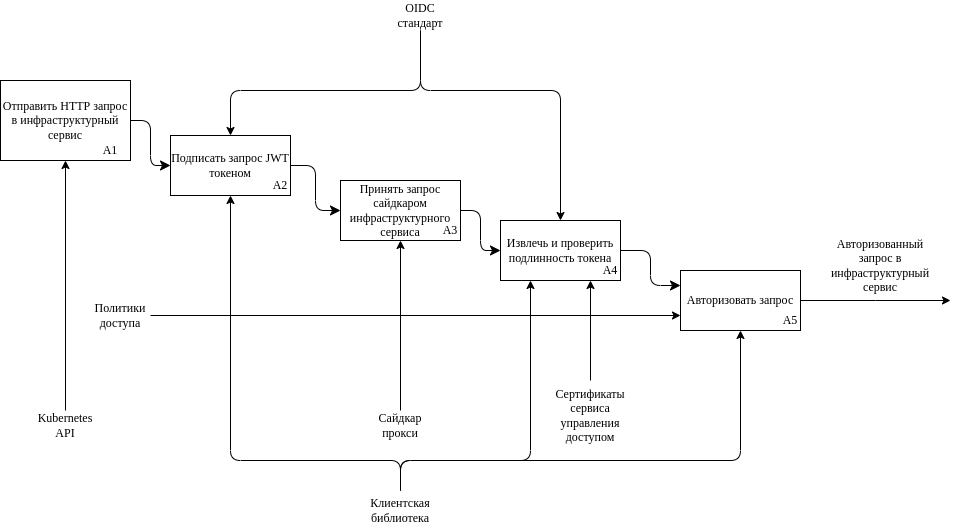 OIDC
стандарт
Отправить HTTP запрос
в инфраструктурный
сервис
A1
Подписать запрос JWT
токеном
A2
Принять запрос
сайдкаром
инфраструктурного
сервиса
A3
Извлечь и проверить
подлинность токена
A4
Авторизовать запрос
A5
Авторизованный
запрос в
инфраструктурный
сервис
Политики
доступа
Kubernetes
API
Сайдкар
прокси
Сертификаты
сервиса
управления
доступом
Клиентская
библиотека